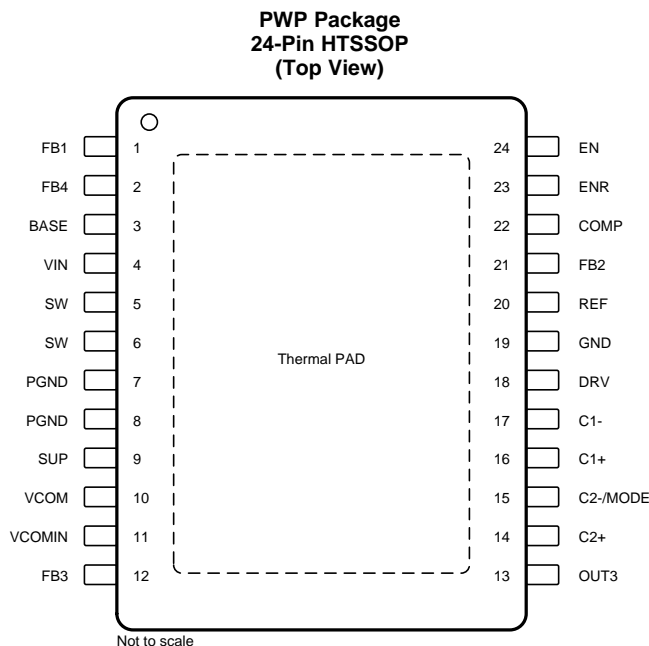 PWP Package
24-Pin HTSSOP
(Top View)
FB1 1 24 EN
FB4 2 23 ENR
BASE 3 22 COMP
VIN 4 21 FB2
SW 5 20 REF
SW 6 19 GND
Thermal PAD
PGND 7 18 DRV
PGND 8 17 C1-
SUP 9 16 C1+
VCOM 10 15 C2-/MODE
VCOMIN 11 14 C2+
FB3 12 13 OUT3
Not to scale